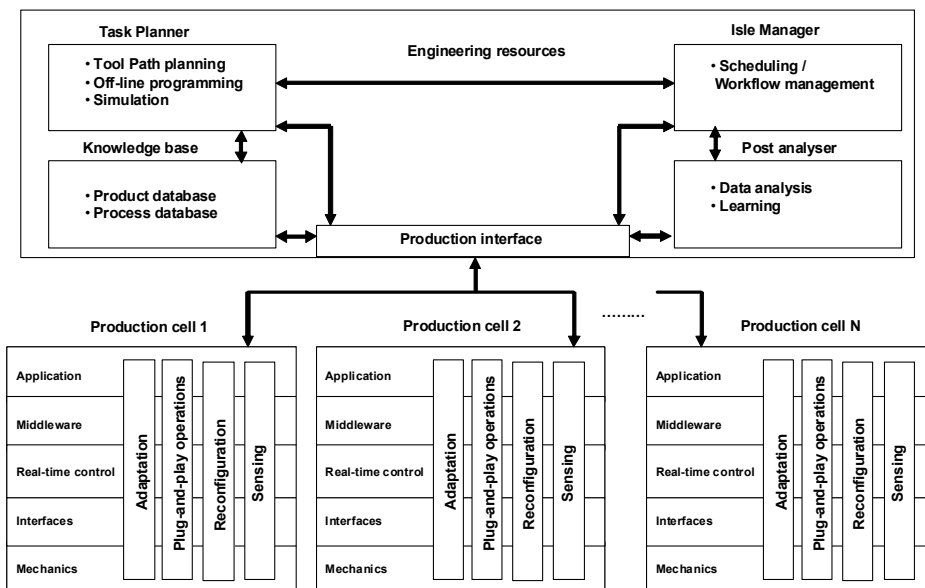 Task Planner
Engineering resources
Isle Manager
• Tool Path planning
• Off-line programming
• Simulation
• Scheduling /
Workflow management
Knowledge base
Post analyser
• Product database
• Process database
• Data analysis
• Learning
Production interface
Production cell 1
Production cell 2
.........
Production cell N
Application
Middleware
Real-time control
Interfaces
Mechanics
Adaptation
Plug-and-play operations
Reconfiguration
Sensing
Application
Middleware
Real-time control
Interfaces
Mechanics
Adaptation
Plug-and-play operations
Reconfiguration
Sensing
Application
Middleware
Real-time control
Interfaces
Mechanics
Adaptation
Plug-and-play operations
Reconfiguration
Sensing